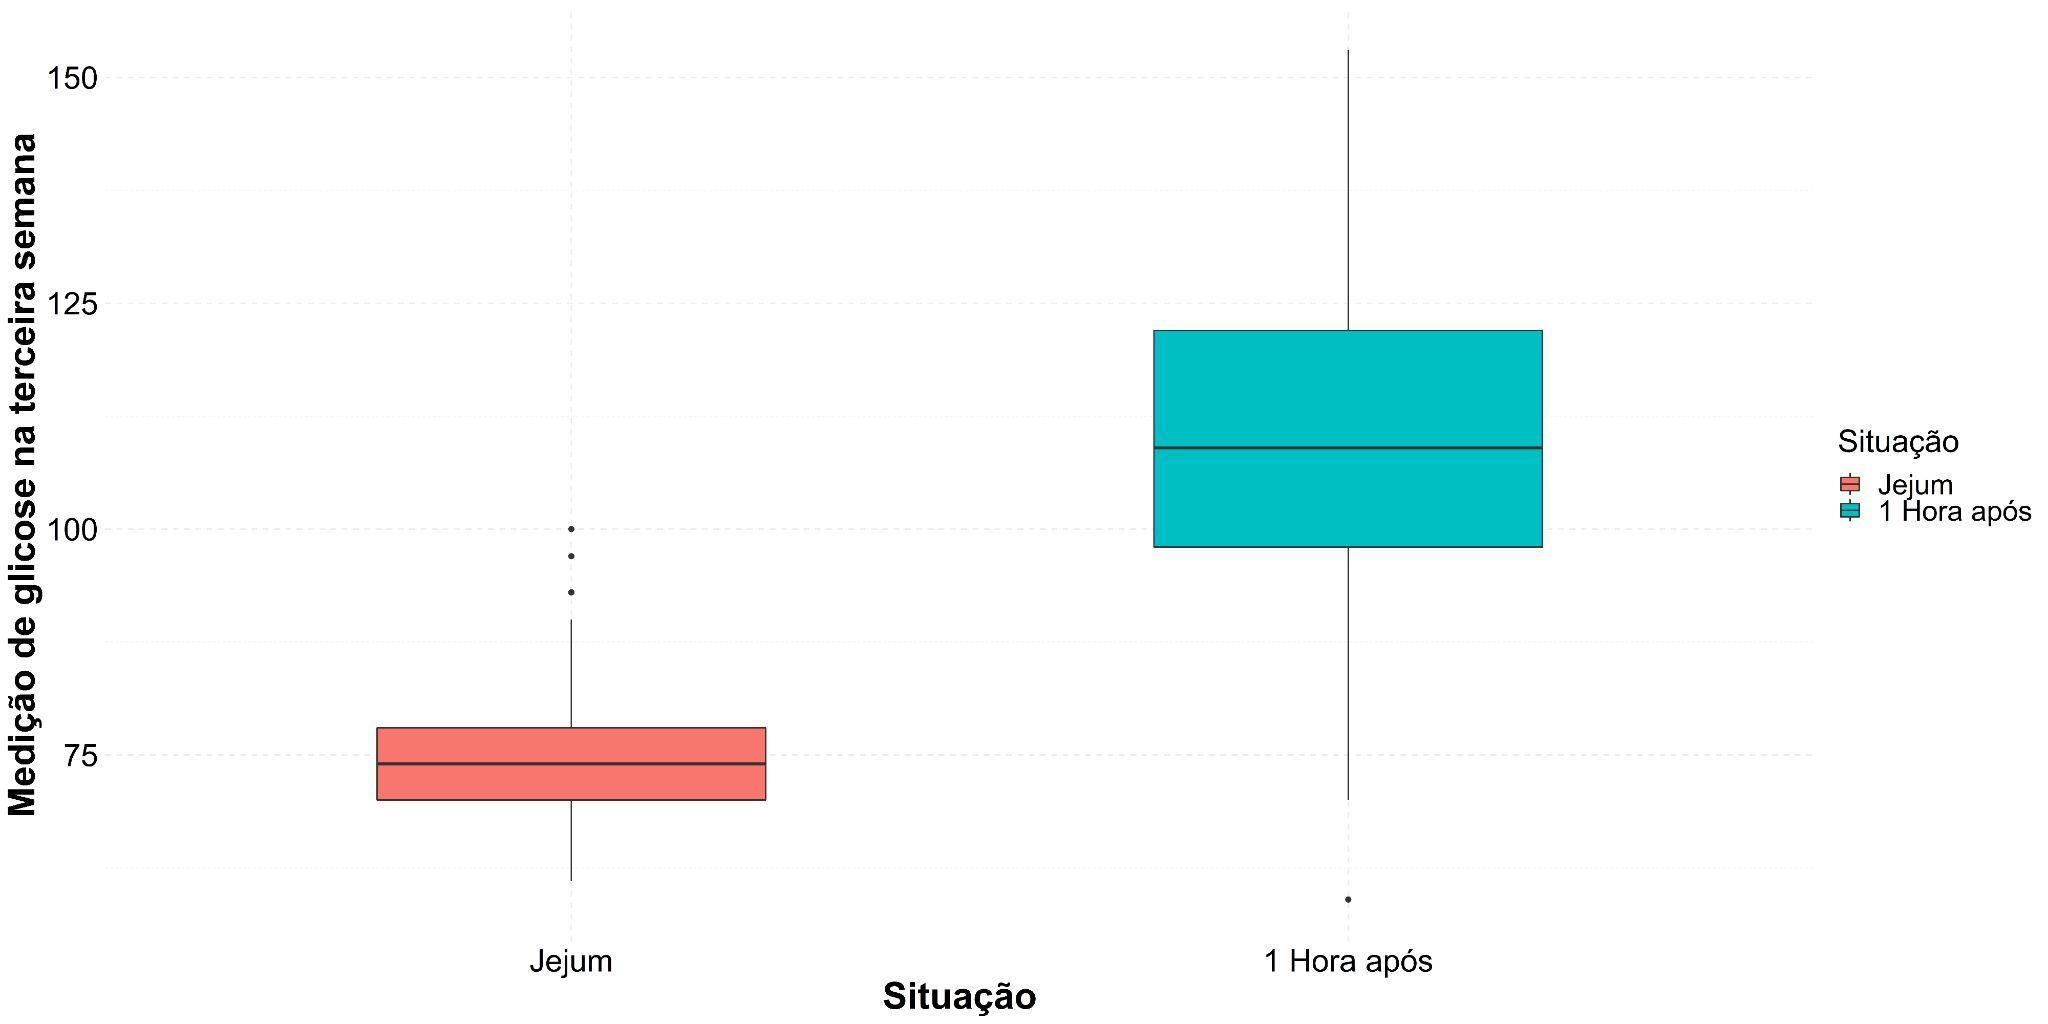 Medição de glicose na terceira semana
150
125
100
75
Jejum
1 Hora após
Situação
Situação
Jejum
1 Hora após